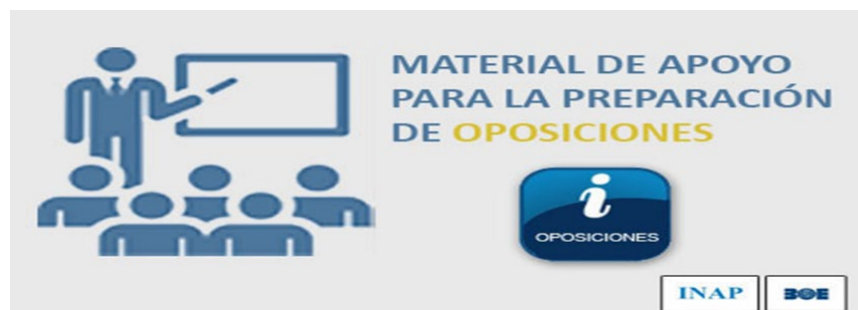 MATERIAL DE APOYO
PARA LA PREPARACIÓN
DE OPOSICIONES
i
OPOSICIONES
INAP
BOE